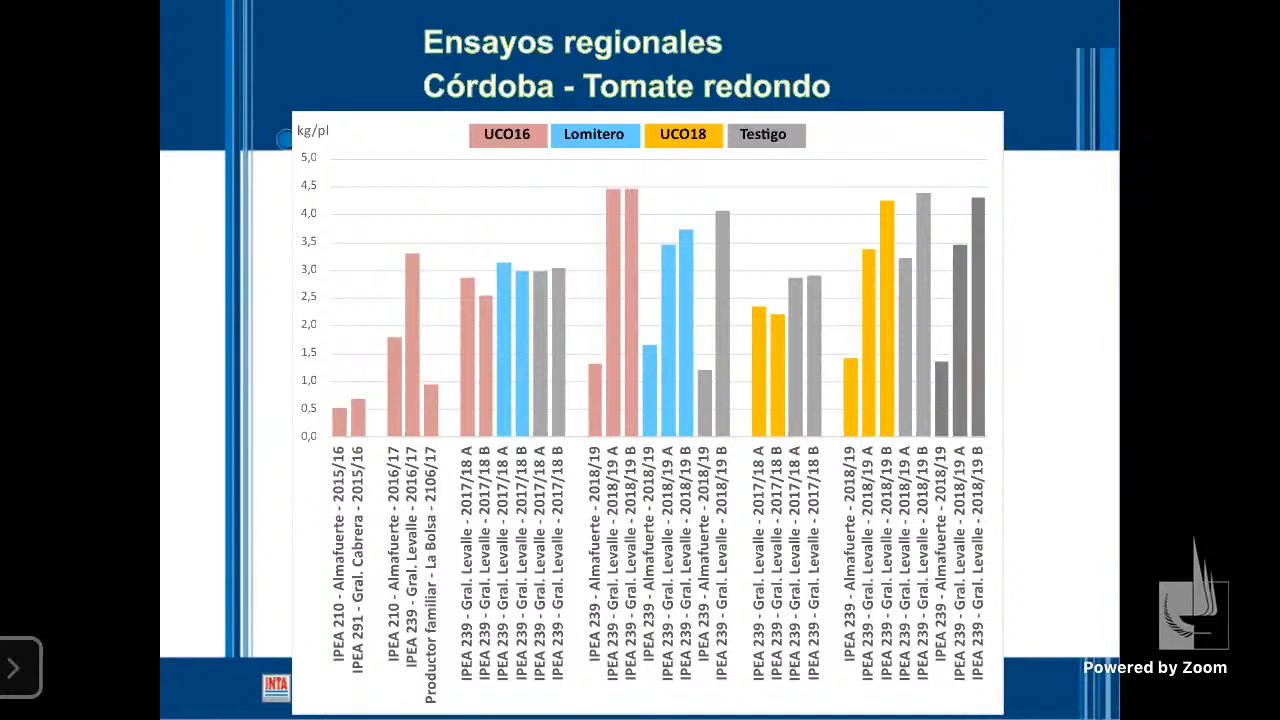 Ensayos regionales
Córdoba - Tomate redondo
kg/pl
UCO16
Lomitero
UCO18
Testigo
5,0
4,5
4,0
3,5
3,0
2,5
2,0
1,5
1,0
0,5
0,0
IPEA 210 - Almafuerte - 2015/16
IPEA 291 - Gral. Cabrera - 2015/16
IPEA 210 - Almafuerte - 2016/17
IPEA 239 - Gral. Levalle - 2016/17
Productor familiar - La Bolsa - 2106/17
IPEA 239 - Gral. Levalle - 2017/18 A
IPEA 239 - Gral. Levalle - 2017/18 B
IPEA 239 - Gral. Levalle - 2017/18 A
IPEA 239 - Gral. Levalle - 2017/18 B
IPEA 239 - Gral. Levalle - 2017/18 A
IPEA 239 - Gral. Levalle - 2017/18 B
IPEA 239 - Almafuerte - 2018/19
IPEA 239 - Gral. Levalle - 2018/19 A
IPEA 239 - Gral. Levalle - 2018/19 B
IPEA 239 - Almafuerte - 2018/19
IPEA 239 - Gral. Levalle - 2018/19 A
IPEA 239 - Gral. Levalle - 2018/19 B
IPEA 239 - Almafuerte - 2018/19
IPEA 239 - Gral. Levalle - 2018/19 B
IPEA 239 - Gral. Levalle - 2017/18 A
IPEA 239 - Gral. Levalle - 2017/18 B
IPEA 239 - Gral. Levalle - 2017/18 A
IPEA 239 - Gral. Levalle - 2017/18 B
IPEA 239 - Almafuerte - 2018/19
IPEA 239 - Gral. Levalle - 2018/19 A
IPEA 239 - Gral. Levalle - 2018/19 B
IPEA 239 - Gral. Levalle - 2018/19 A
IPEA 239 - Gral. Levalle - 2018/19 B
IPEA 239 - Almafuerte - 2018/19
IPEA 239 - Gral. Levalle - 2018/19 A
IPEA 239 - Gral. Levalle - 2018/19 B
INTA
Powered by Zoom